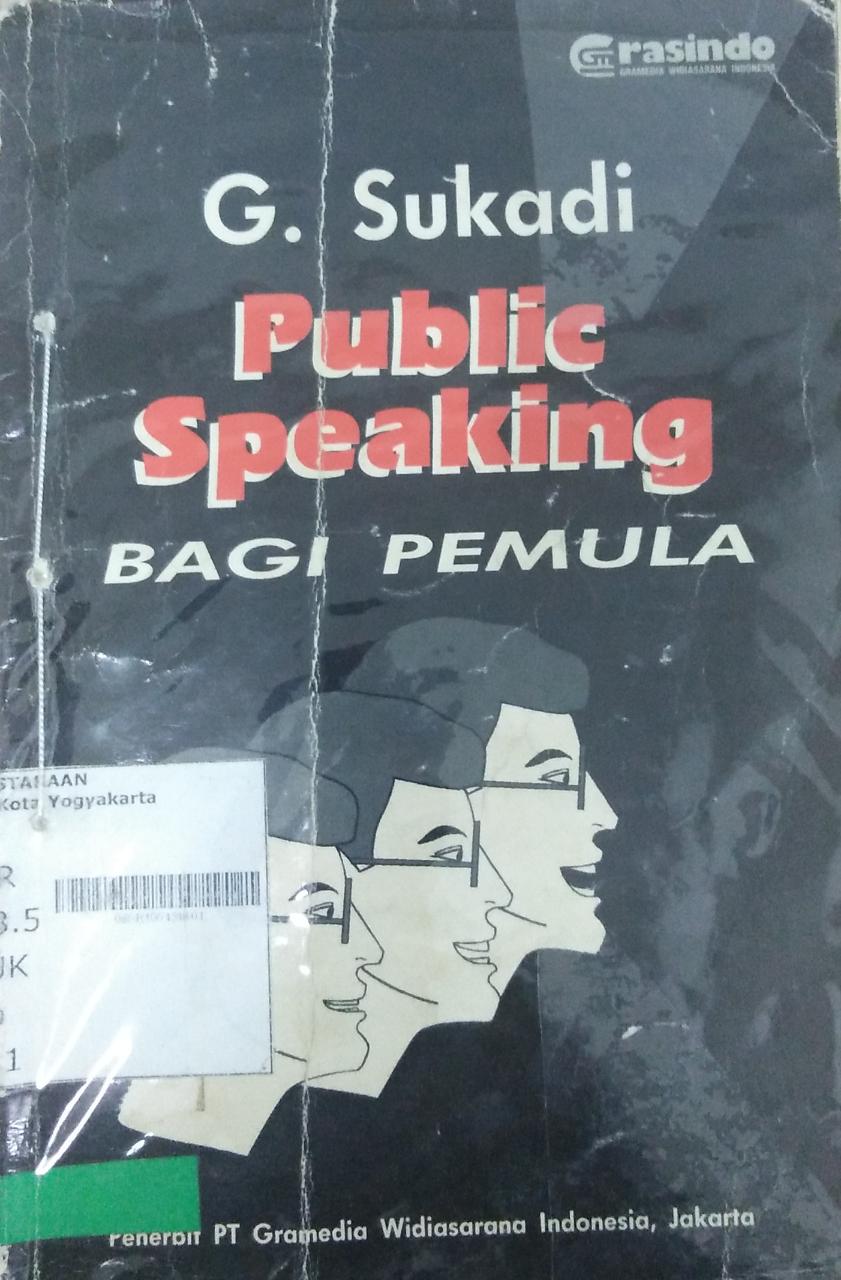 Grasindo
GRAMEDIA WIDIASARANA INDONESIA
G. Sukadi
Public
Speaking
BAGI PEMULA
STAKAAN
Kota Yogyakarta
R
3.5
UK
1
Penerbit PT Gramedia Widiasarana Indonesia, Jakarta